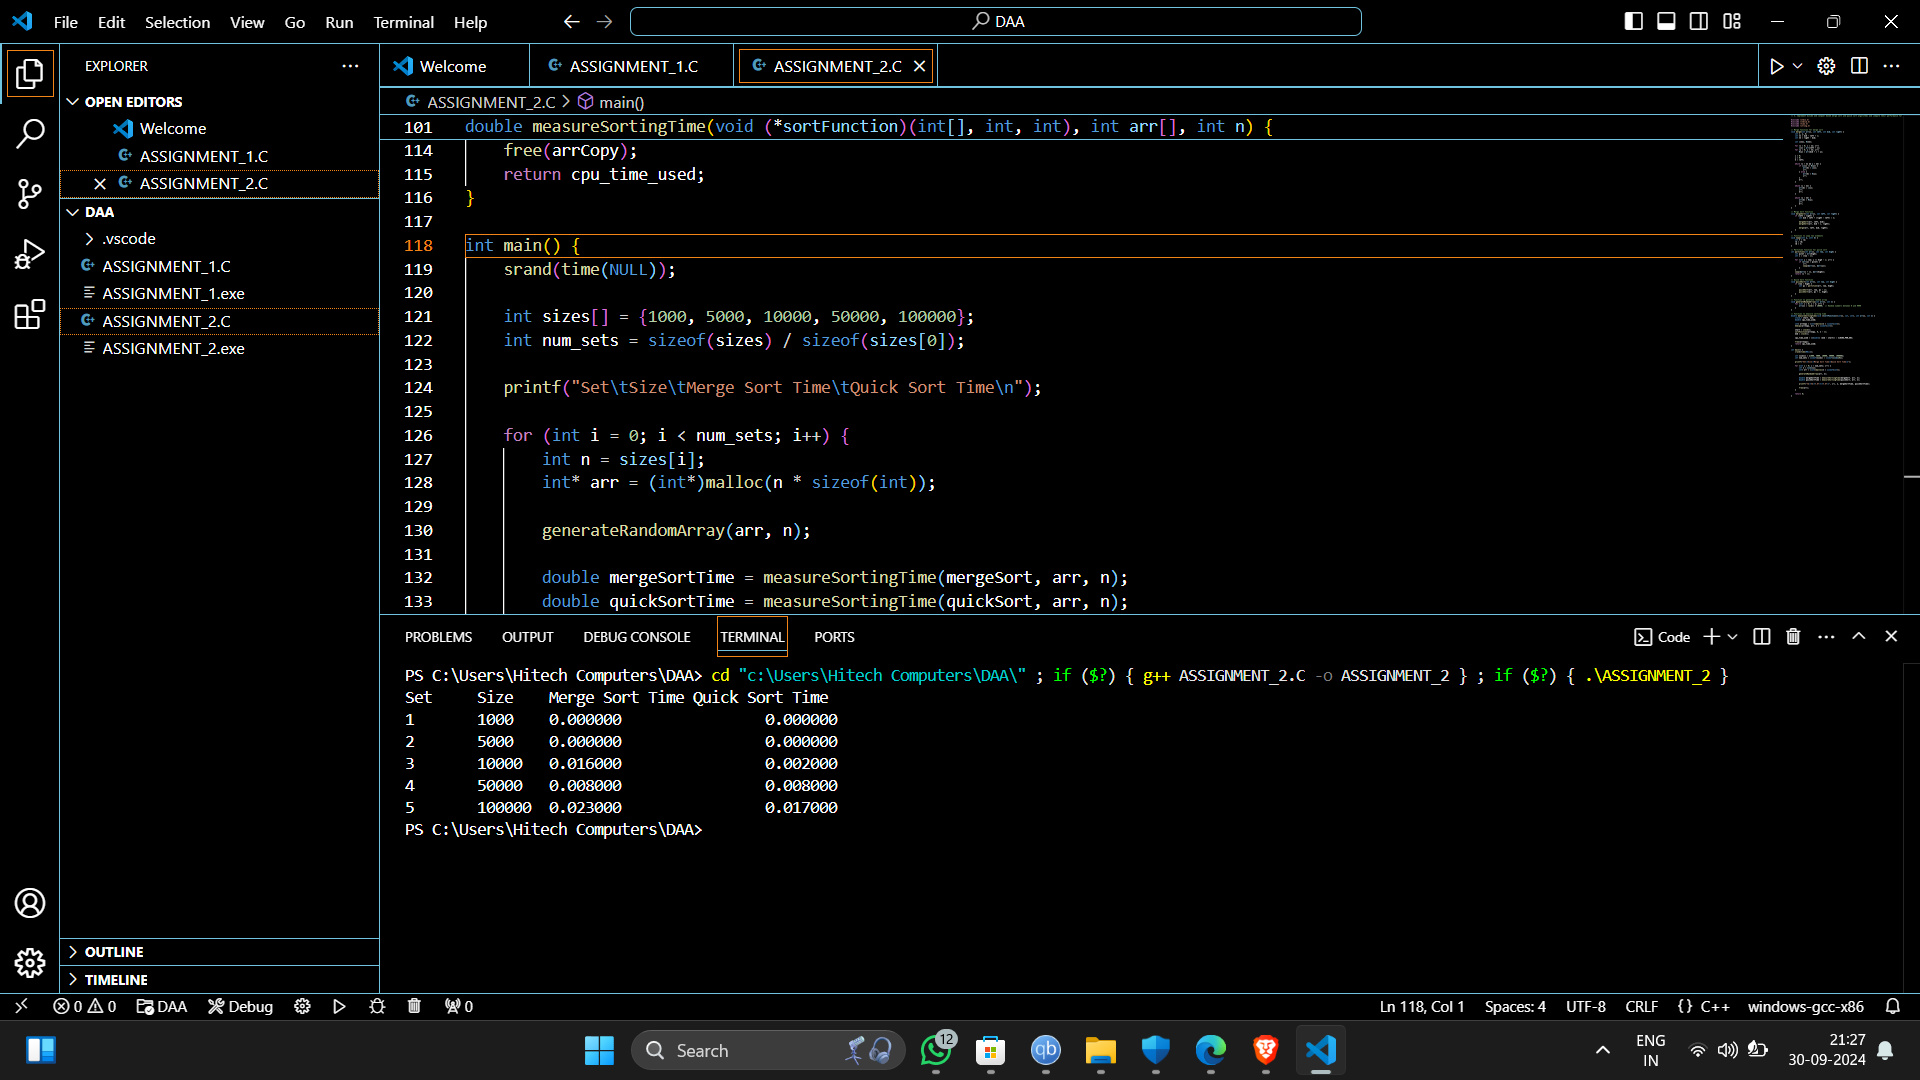 File Edit Selection View Go Run Terminal Help
DAA
EXPLORER
OPEN EDITORS
Welcome
ASSIGNMENT_1.C
ASSIGNMENT_2.C
DAA
.vscode
ASSIGNMENT_1.C
ASSIGNMENT_1.exe
ASSIGNMENT_2.C
ASSIGNMENT_2.exe
OUTLINE
TIMELINE
Welcome ASSIGNMENT_1.C ASSIGNMENT_2.C
ASSIGNMENT_2.C > main()
101 double measureSortingTime(void (*sortFunction)(int[], int, int), int arr[], int n) {
114     free(arrCopy);
115     return cpu_time_used;
116 }
117
118 int main() {
119     srand(time(NULL));
120
121     int sizes[] = {1000, 5000, 10000, 50000, 100000};
122     int num_sets = sizeof(sizes) / sizeof(sizes[0]);
123
124     printf("Set\tSize\tMerge Sort Time\tQuick Sort Time\n");
125
126     for (int i = 0; i < num_sets; i++) {
127         int n = sizes[i];
128         int* arr = (int*)malloc(n * sizeof(int));
129
130         generateRandomArray(arr, n);
131
132         double mergeSortTime = measureSortingTime(mergeSort, arr, n);
133         double quickSortTime = measureSortingTime(quickSort, arr, n);
PROBLEMS OUTPUT DEBUG CONSOLE TERMINAL PORTS Code
PS C:\Users\Hitech Computers\DAA> cd "c:\Users\Hitech Computers\DAA\" ; if ($?) { g++ ASSIGNMENT_2.C -o ASSIGNMENT_2 } ; if ($?) { .\ASSIGNMENT_2 }
Set Size Merge Sort Time Quick Sort Time
1 1000 0.000000 0.000000
2 5000 0.000000 0.000000
3 10000 0.016000 0.002000
4 50000 0.008000 0.008000
5 100000 0.023000 0.017000
PS C:\Users\Hitech Computers\DAA>
0 0 DAA Debug 0 Ln 118, Col 1 Spaces: 4 UTF-8 CRLF {} C++ windows-gcc-x86
Search 12 qb ENG 21:27
IN 30-09-2024